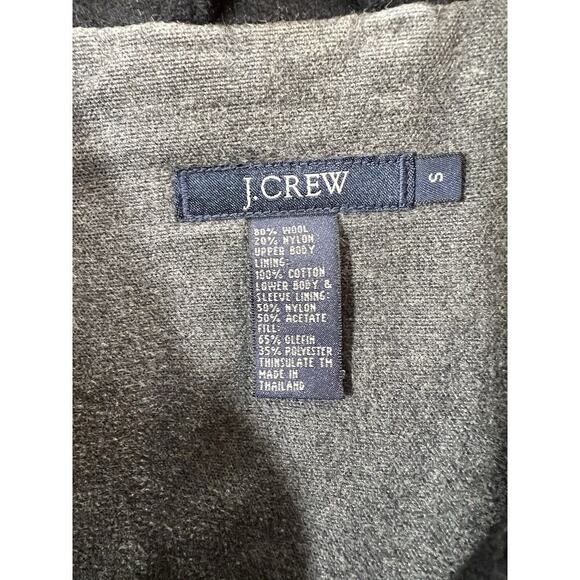 J.CREW
S
80% WOOL
20% NYLON
UPPER BODY
LINING:
100% COTTON
LOWER BODY &
SLEEVE LINING:
50% NYLON
50% ACETATE
FILL:
65% OLEFIN
35% POLYESTER
THINSULATE TM
MADE IN
THAILAND